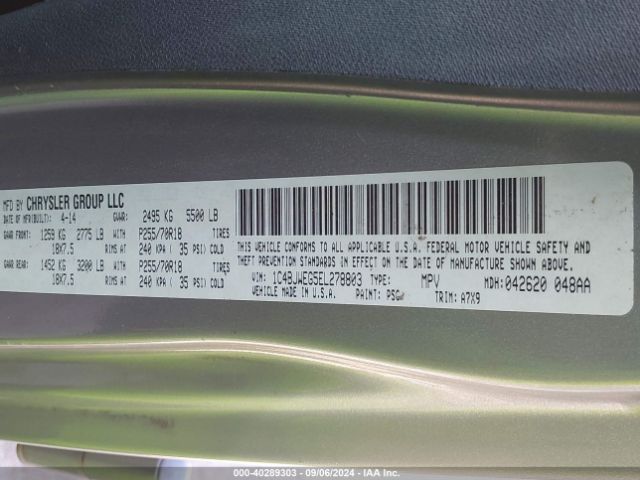 MFD BY CHRYSLER GROUP LLC
DATE OF MFR(BUILT): 4-14 GVWR: 2495 KG 5500 LB
GAWR FRONT: 1259 KG 2775 LB WITH P255/70R18 TIRES
18X7.5 RIMS AT 240 KPA ( 35 PSI) COLD
GAWR REAR: 1452 KG 3200 LB WITH P255/70R18 TIRES
18X7.5 RIMS AT 240 KPA ( 35 PSI) COLD
THIS VEHICLE CONFORMS TO ALL APPLICABLE U.S.A. FEDERAL MOTOR VEHICLE SAFETY AND
THEFT PREVENTION STANDARDS IN EFFECT ON THE DATE OF MANUFACTURE SHOWN ABOVE.
VIN: 1C4BJWEG5EL278803 TYPE: MPV MDH: 042620 048AA
VEHICLE MADE IN U.S.A. PAINT: TRIM: A7X9
000-40289303 - 09/06/2024 - IAA Inc.